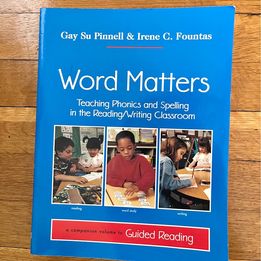 Gay Su Pinnell & Irene C. Fountas
Word Matters
Teaching Phonics and Spelling
in the Reading/Writing Classroom
reading
word study
writing
a companion volume to Guided Reading